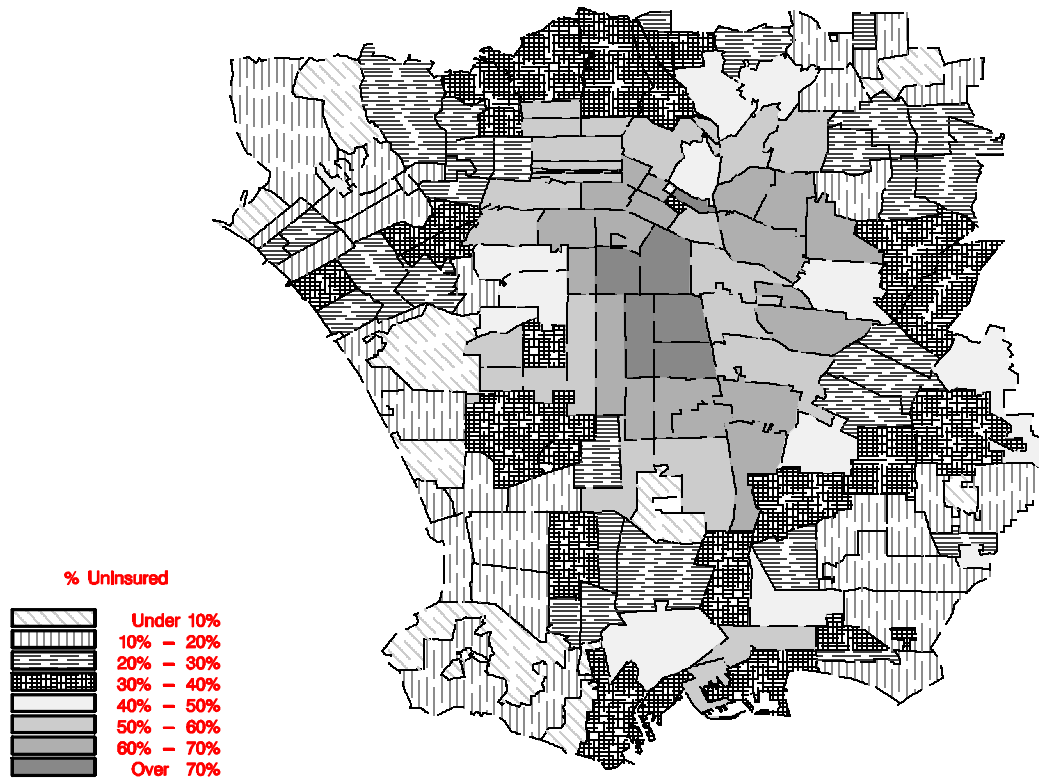 % UnInsured
Under 10%
10% – 20%
20% – 30%
30% – 40%
40% – 50%
50% – 60%
60% – 70%
Over 70%